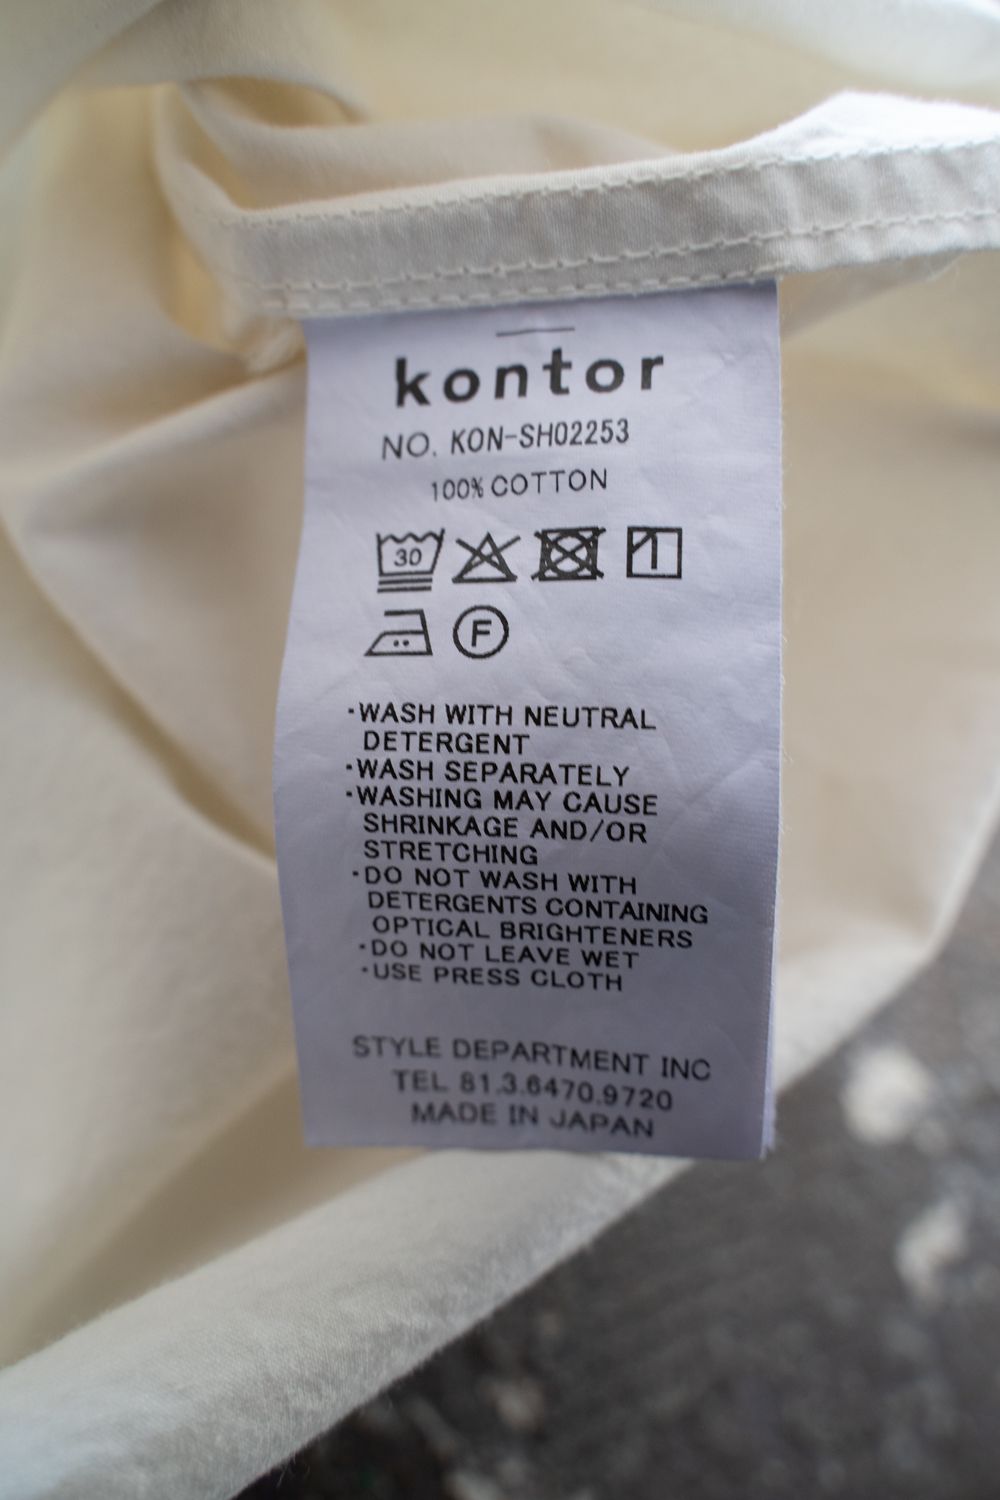 kontor
NO. KON-SH02253
100% COTTON
30
F
·WASH WITH NEUTRAL
DETERGENT
·WASH SEPARATELY
·WASHING MAY CAUSE
SHRINKAGE AND/OR
STRETCHING
·DO NOT WASH WITH
DETERGENTS CONTAINING
OPTICAL BRIGHTENERS
·DO NOT LEAVE WET
·USE PRESS CLOTH
STYLE DEPARTMENT INC
TEL 81.3.6470.9720
MADE IN JAPAN